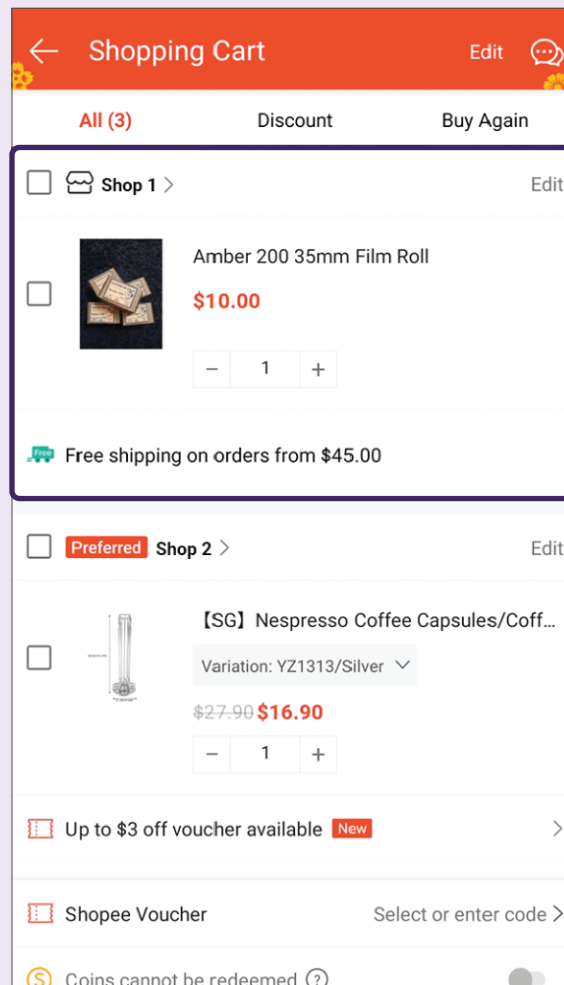 Shopping Cart Edit
All (3) Discount Buy Again
Shop 1 Edit
Amber 200 35mm Film Roll
$10.00
− 1 +
Free Free shipping on orders from $45.00
Preferred Shop 2 Edit
【SG】Nespresso Coffee Capsules/Coff...
Variation: YZ1313/Silver
$27.90 $16.90
− 1 +
Up to $3 off voucher available New
Shopee Voucher Select or enter code
S Coins cannot be redeemed ?